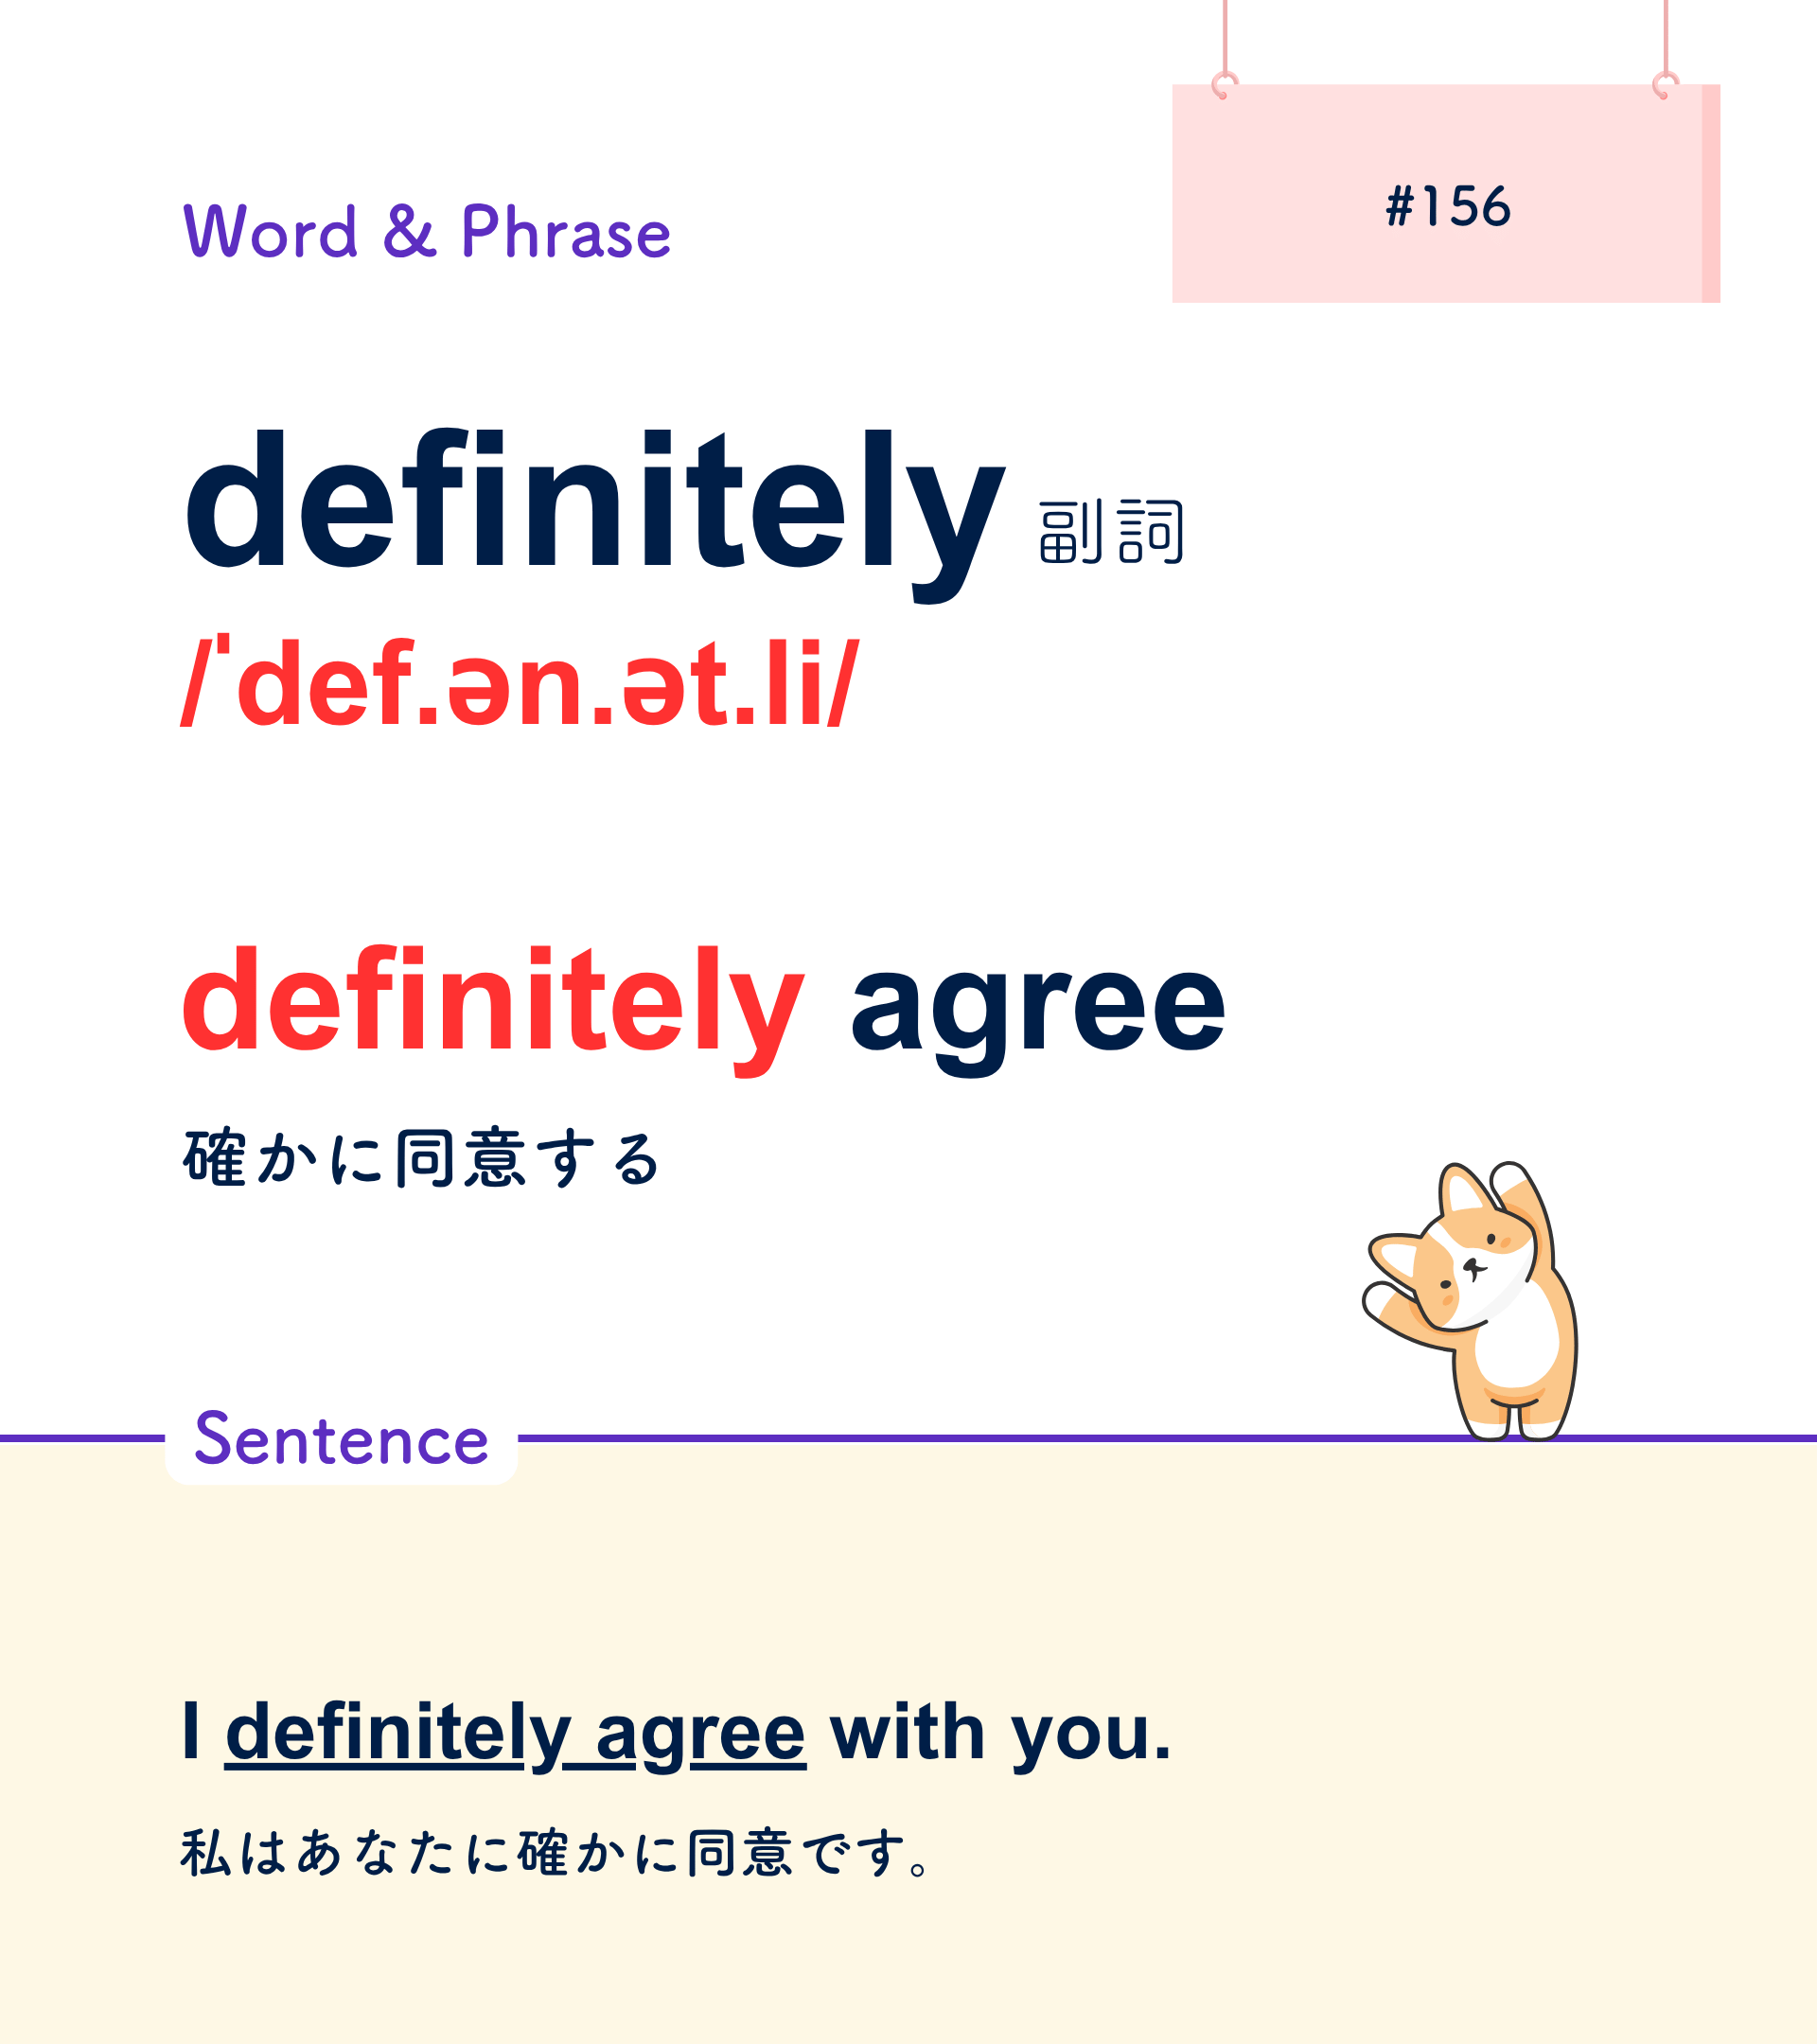 #156
Word & Phrase
definitely 副詞
/ˈdef.ən.ət.li/
definitely agree
確かに同意する
Sentence
I definitely agree with you.
私はあなたに確かに同意です。